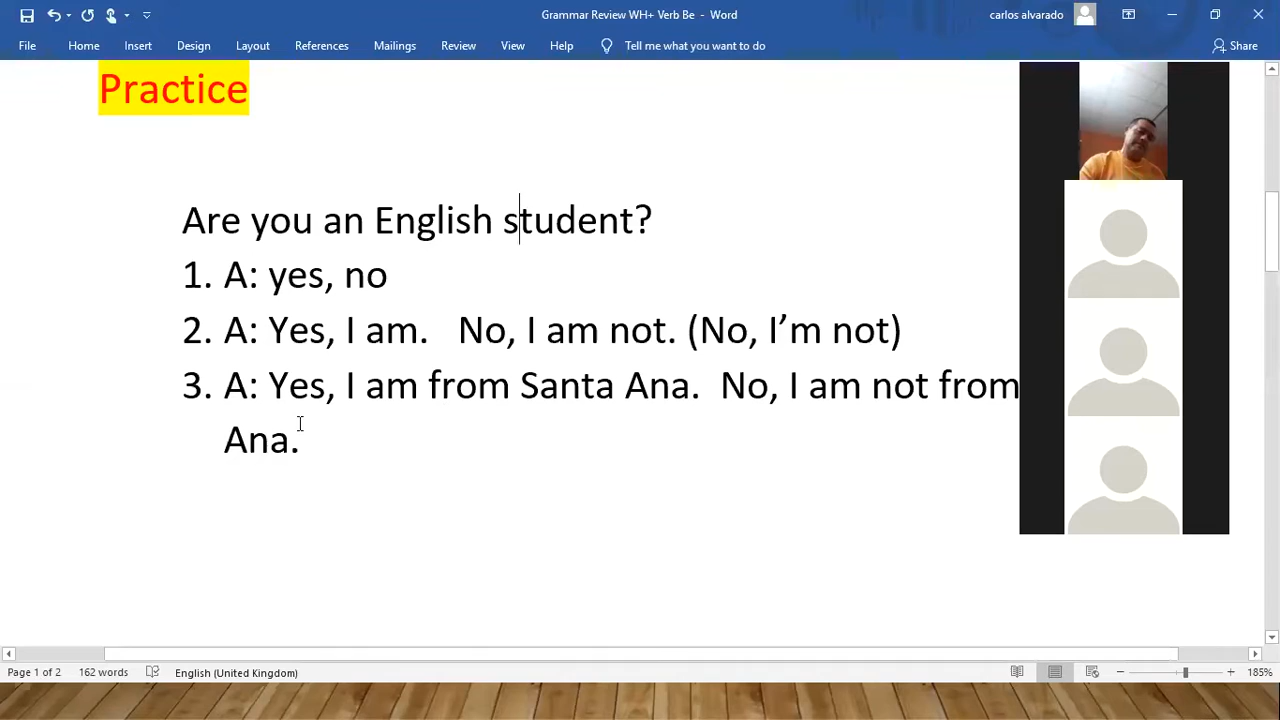 Grammar Review WH+ Verb Be - Word
carlos alvarado
File Home Insert Design Layout References Mailings Review View Help Tell me what you want to do Share
Practice
Are you an English student?
1. A: yes, no
2. A: Yes, I am. No, I am not. (No, I’m not)
3. A: Yes, I am from Santa Ana. No, I am not from
Ana.
Page 1 of 2 162 words English (United Kingdom) 185%